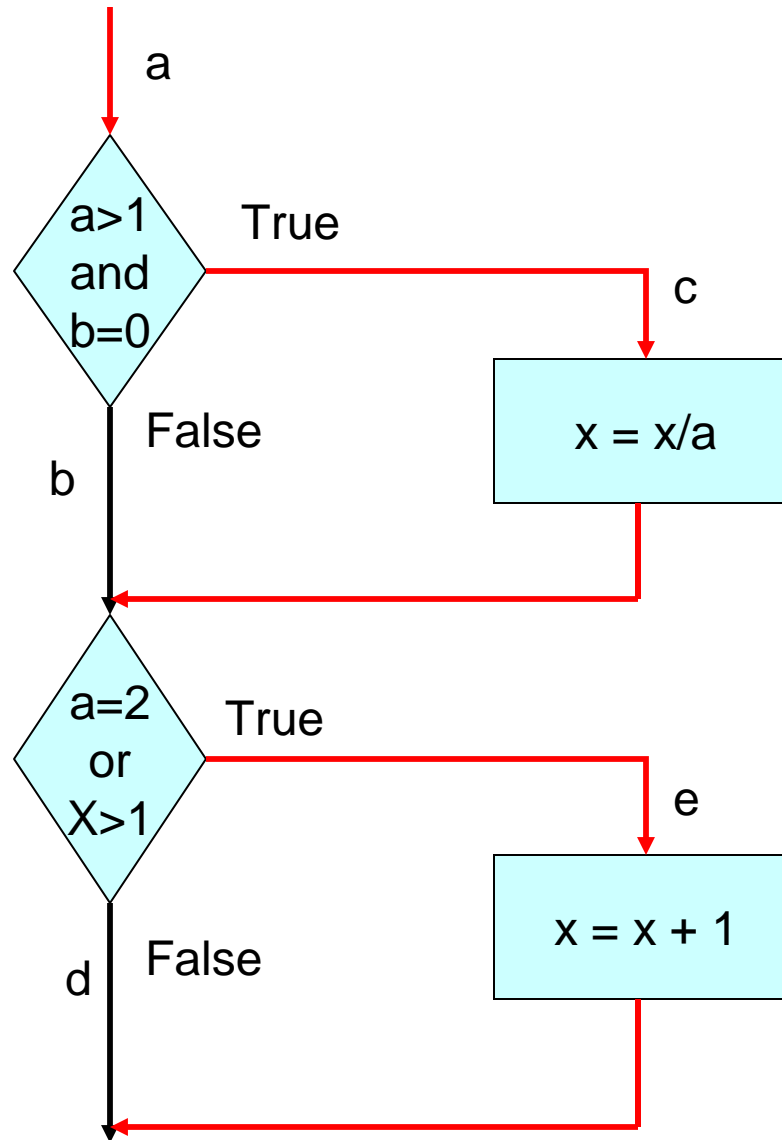 a
a>1
and
b=0
True
c
x = x/a
False
b
a=2
or
X>1
True
e
x = x + 1
False
d